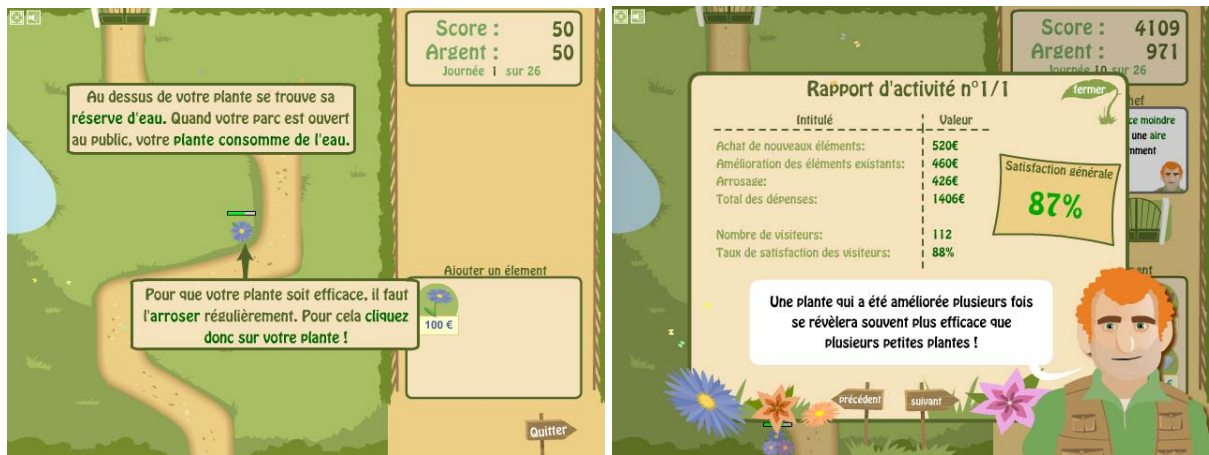 Score : 50
Argent : 50
Journée 1 sur 26
Au dessus de votre plante se trouve sa
réserve d'eau. Quand votre parc est ouvert
au public, votre plante consomme de l'eau.
Ajouter un élement
Pour que votre plante soit efficace, il faut
l'arroser régulièrement. Pour cela cliquez
donc sur votre plante !
100 €
Quitter
Score : 4109
Argent : 971
Journée 10 sur 26
Rapport d'activité n°1/1
fermer
Intitulé Valeur
Achat de nouveaux éléments: 520€
Amélioration des éléments existants: 460€
Arrosage: 426€
Total des dépenses: 1406€
Nombre de visiteurs: 112
Taux de satisfaction des visiteurs: 88%
Satisfaction générale
87%
ce moindre
une aire
Une plante qui a été améliorée plusieurs fois
se révèlera souvent plus efficace que
plusieurs petites plantes !
précédent
suivant